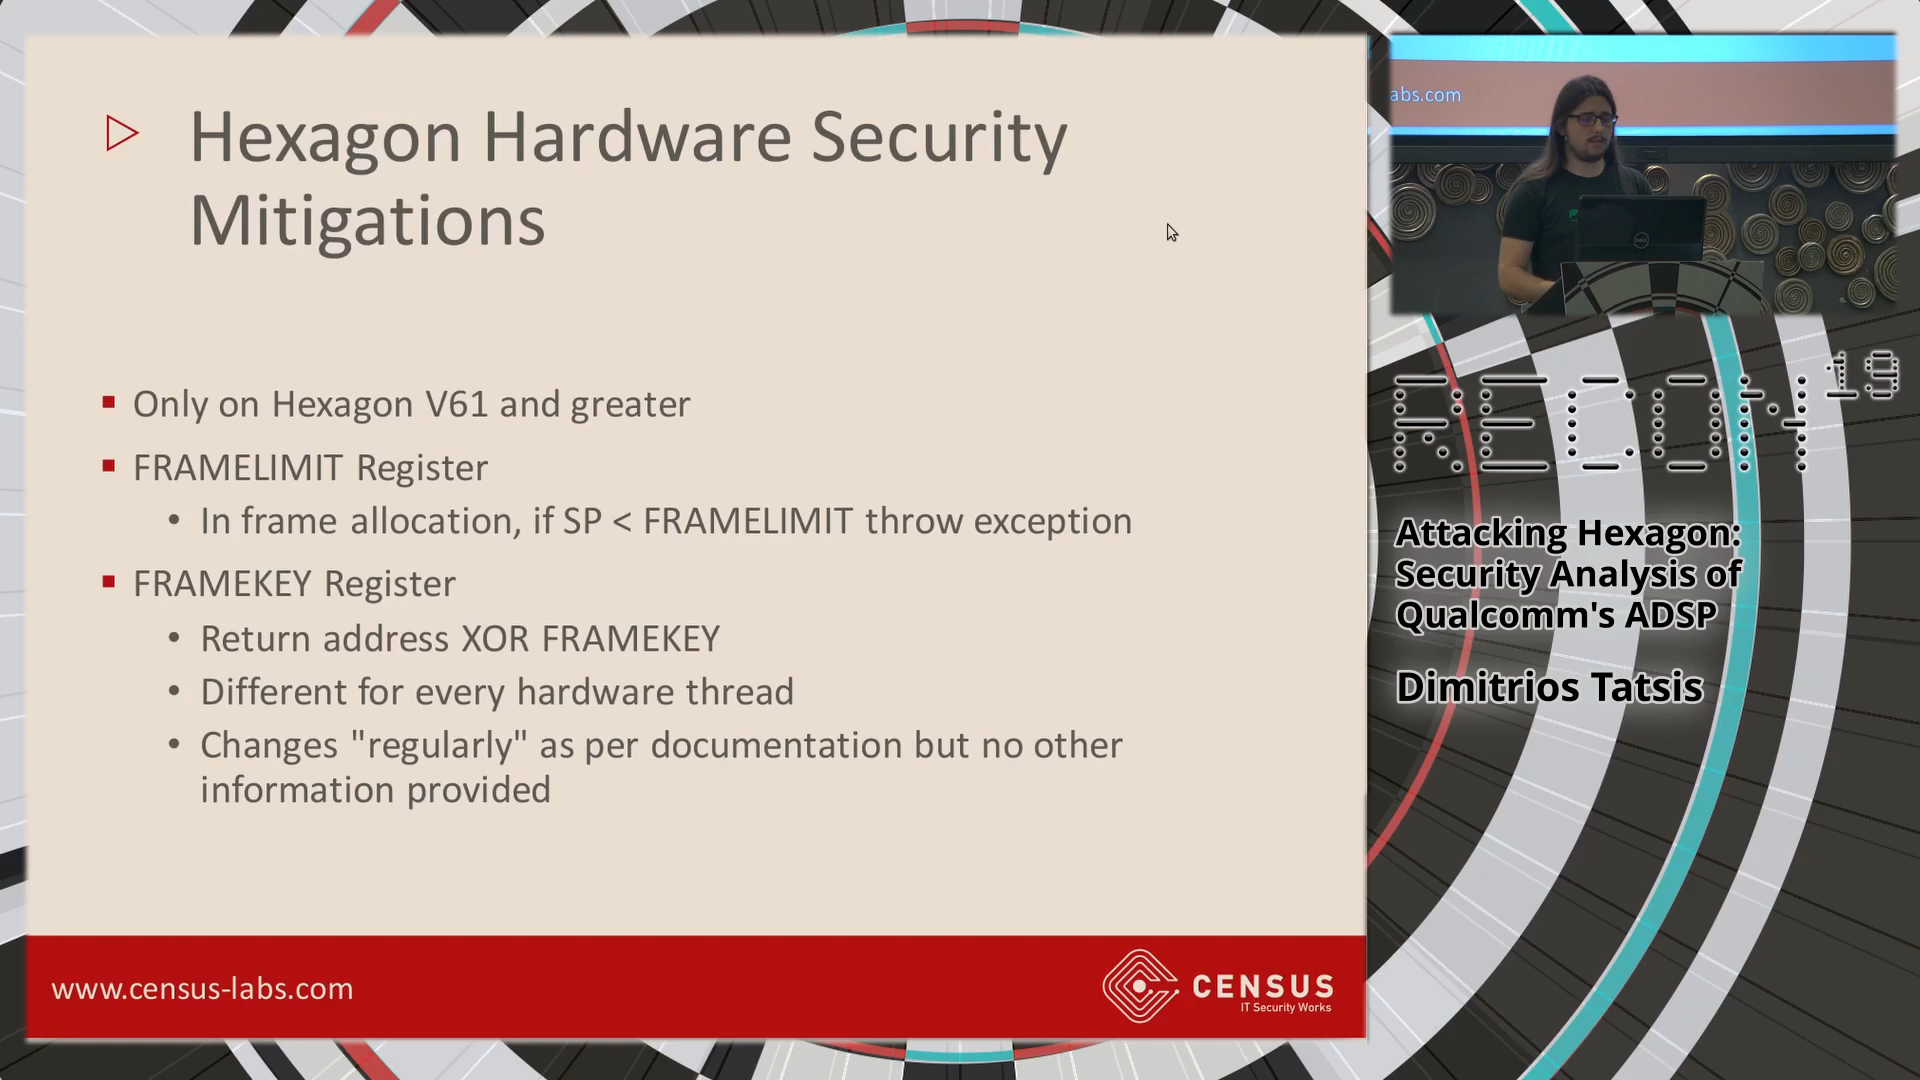 Hexagon Hardware Security
Mitigations
Only on Hexagon V61 and greater
FRAMELIMIT Register
In frame allocation, if SP < FRAMELIMIT throw exception
FRAMEKEY Register
Return address XOR FRAMEKEY
Different for every hardware thread
Changes "regularly" as per documentation but no other
information provided
www.census-labs.com
CENSUS
IT Security Works
abs.com
DELL
RECON19
Attacking Hexagon:
Security Analysis of
Qualcomm's ADSP
Dimitrios Tatsis